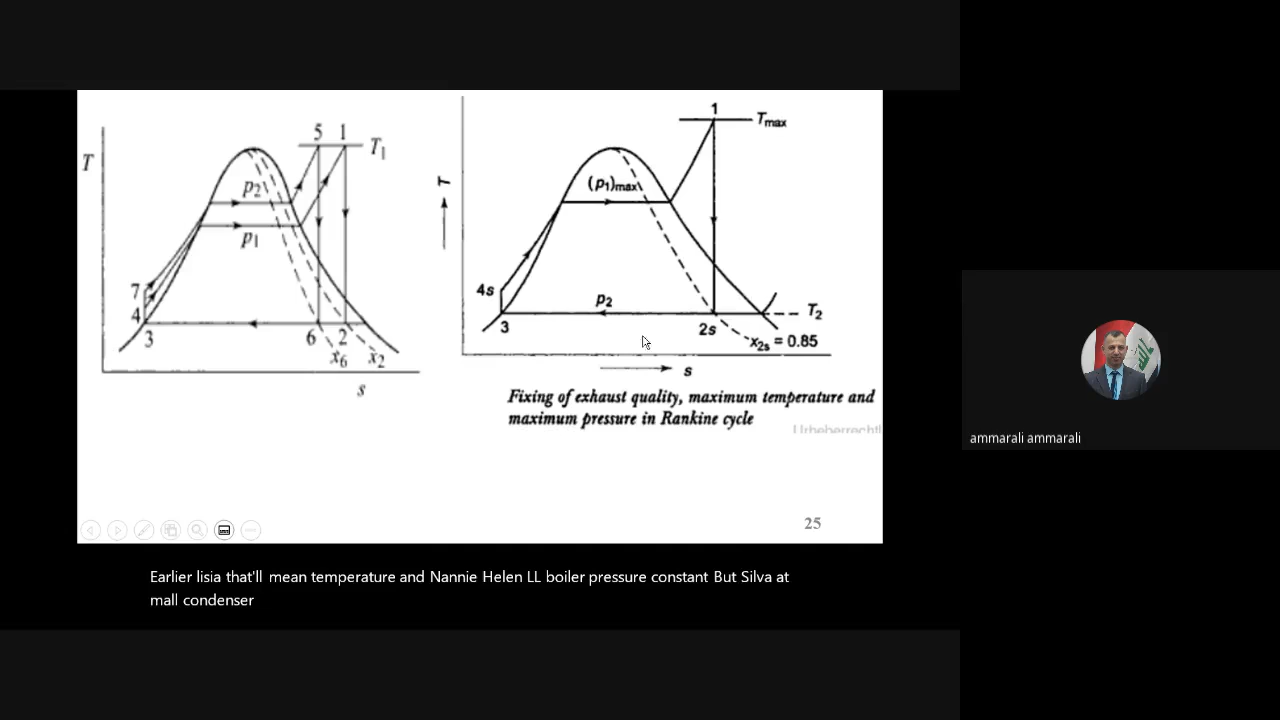 5 1
T₁
T
p₂
p₁
7
4
3
6 2
x₆ x₂
s
1
Tmax
T
(p₁)max
4s
p₂
T₂
3
2s
x₂s = 0.85
s
Fixing of exhaust quality, maximum temperature and
maximum pressure in Rankine cycle
Urheberrechtl
25
ammarali ammarali
Earlier lisia that'll mean temperature and Nannie Helen LL boiler pressure constant But Silva at
mall condenser